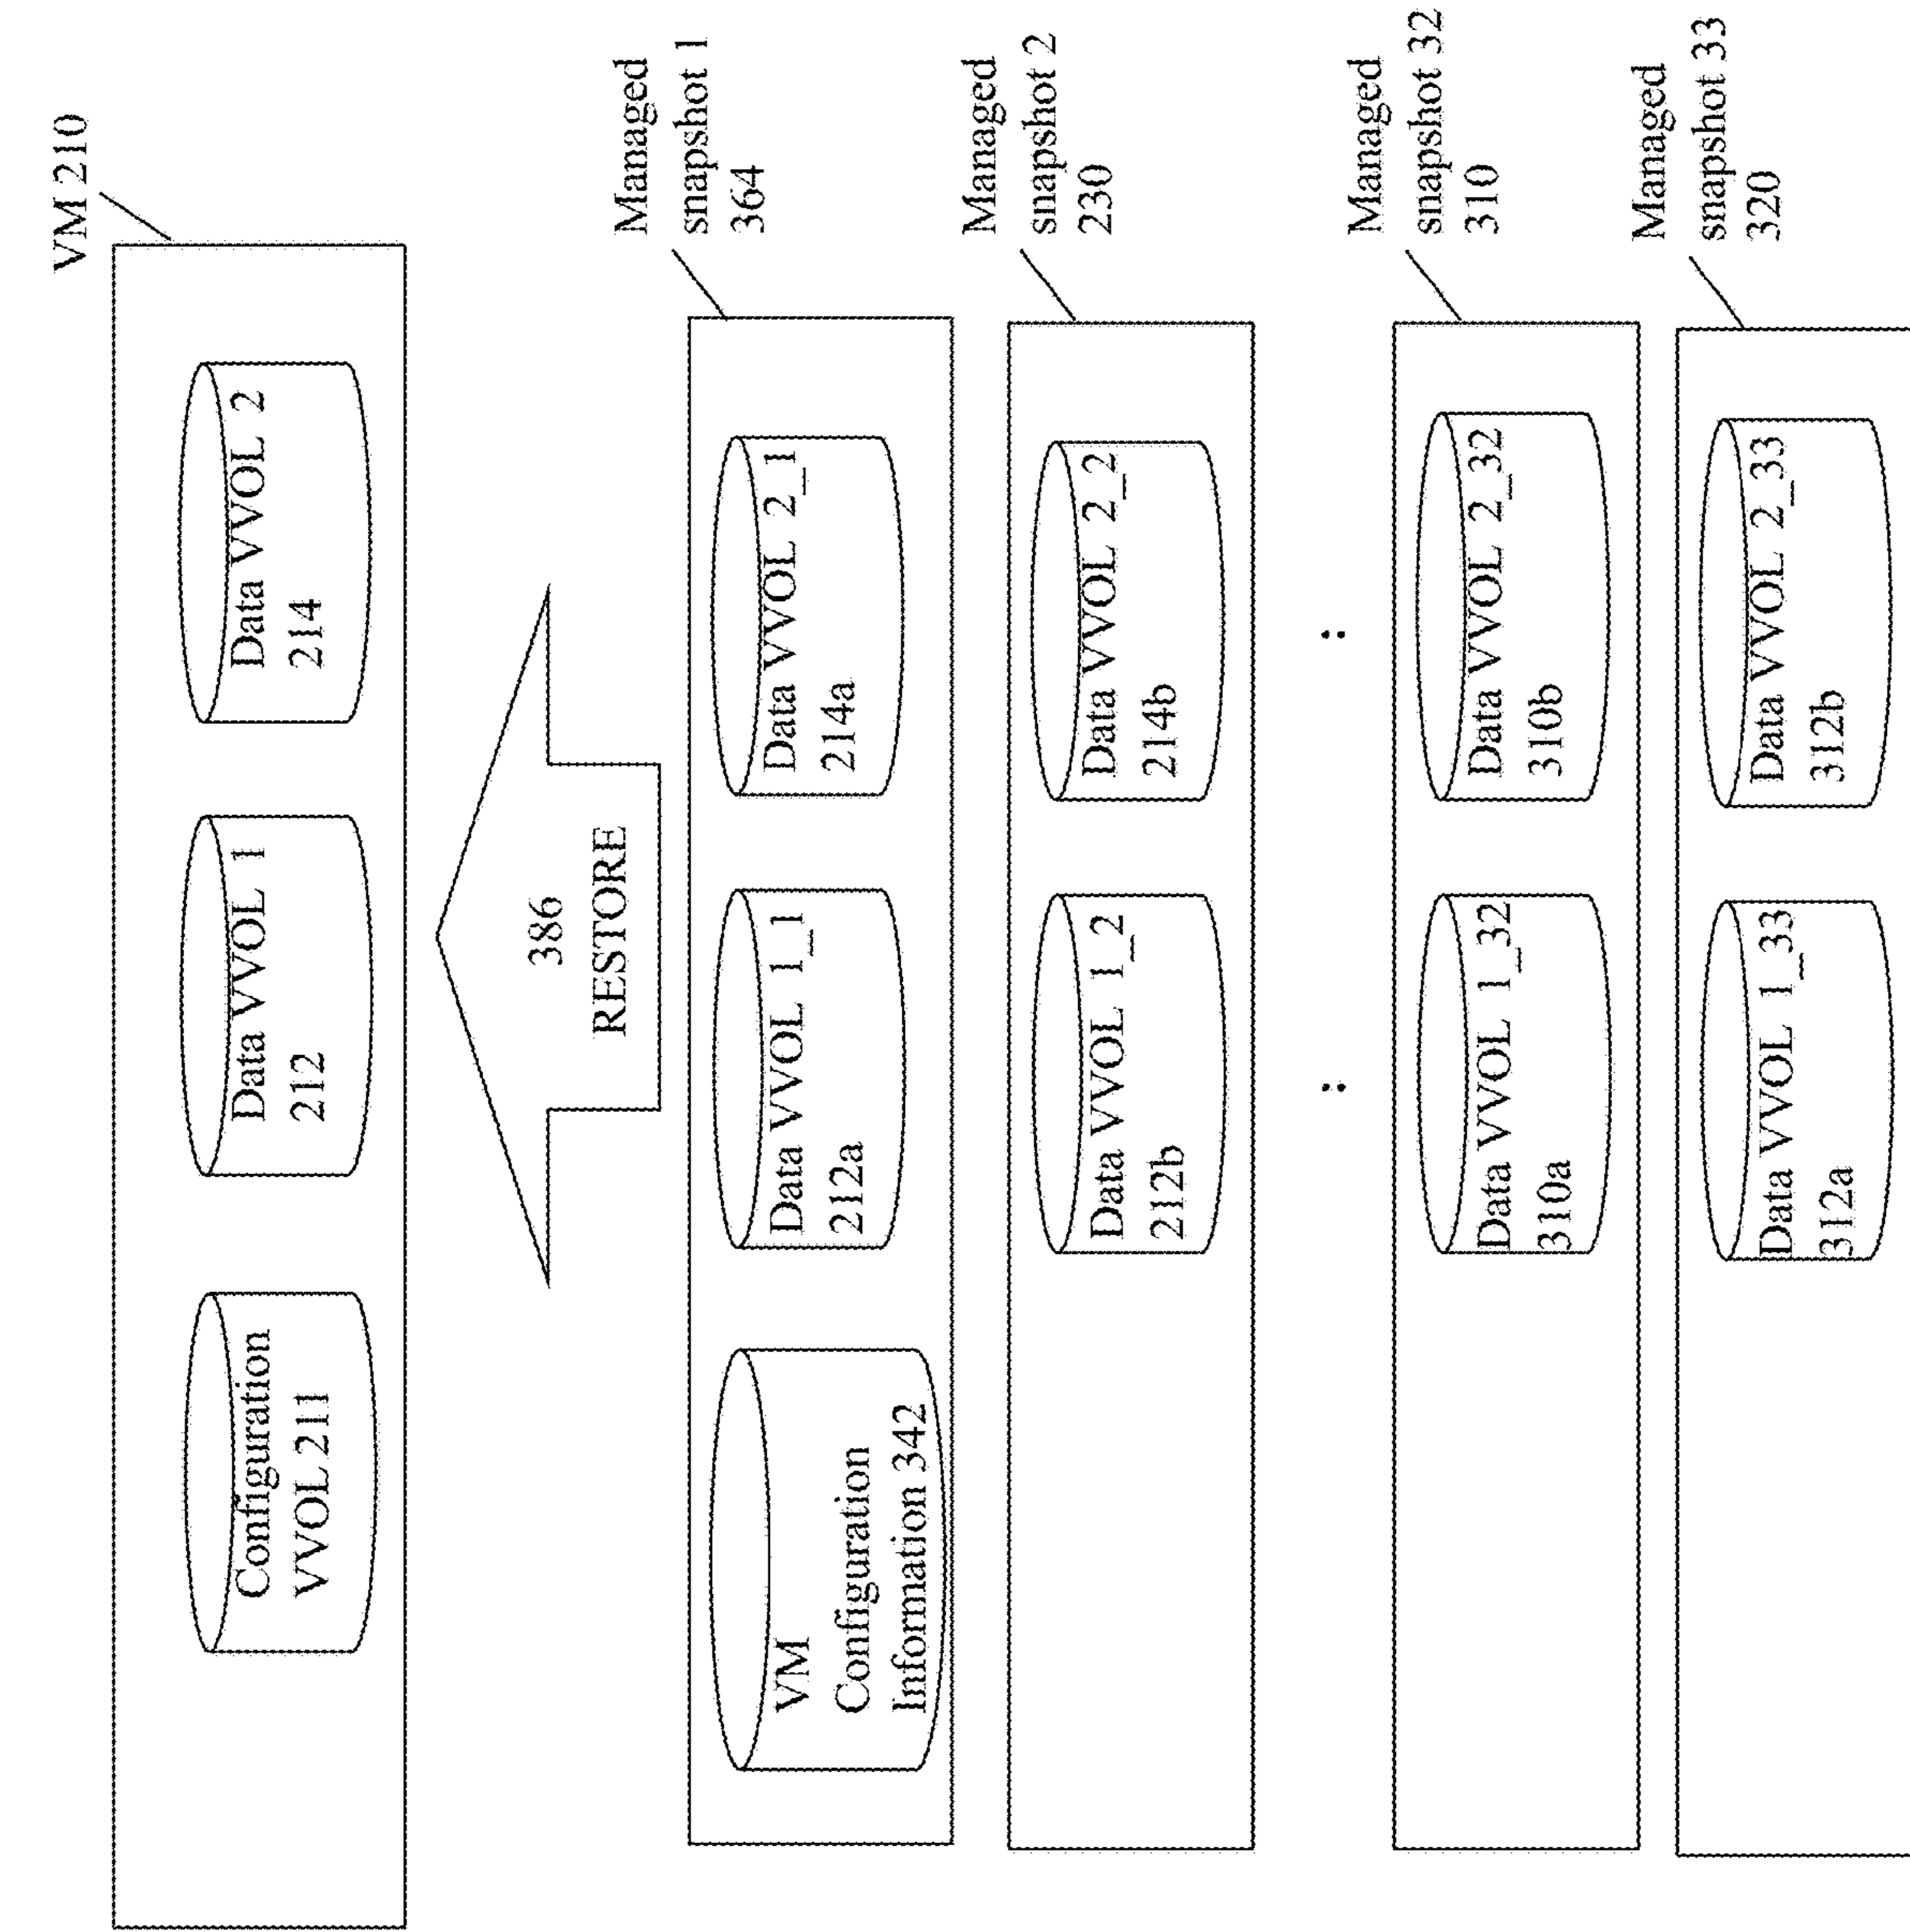 VM 210
Configuration
VVOL 211
Data VVOL 1
212
Data VVOL 2
214
386
RESTORE
Managed
snapshot 1
364
VM
Configuration
Information 342
Data VVOL 1_1
212a
Data VVOL 2_1
214a
Managed
snapshot 2
230
Data VVOL 1_2
212b
Data VVOL 2_2
214b
:
:
Managed
snapshot 32
310
Data VVOL 1_32
310a
Data VVOL 2_32
310b
Managed
snapshot 33
320
Data VVOL 1_33
312a
Data VVOL 2_33
312b